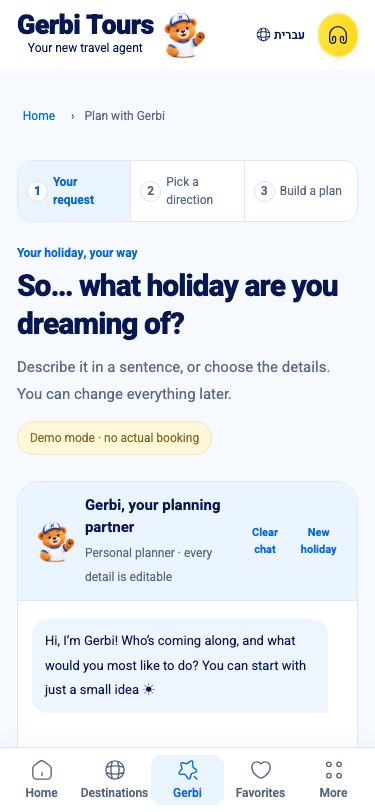 Gerbi Tours
Your new travel agent
עברית
Home › Plan with Gerbi
1 Your request
2 Pick a direction
3 Build a plan
Your holiday, your way
So... what holiday are you
dreaming of?
Describe it in a sentence, or choose the details.
You can change everything later.
Demo mode · no actual booking
Gerbi, your planning
partner
Personal planner · every
detail is editable
Clear
chat
New
holiday
Hi, I’m Gerbi! Who’s coming along, and what
would you most like to do? You can start with
just a small idea ☀
Home
Destinations
Gerbi
Favorites
More